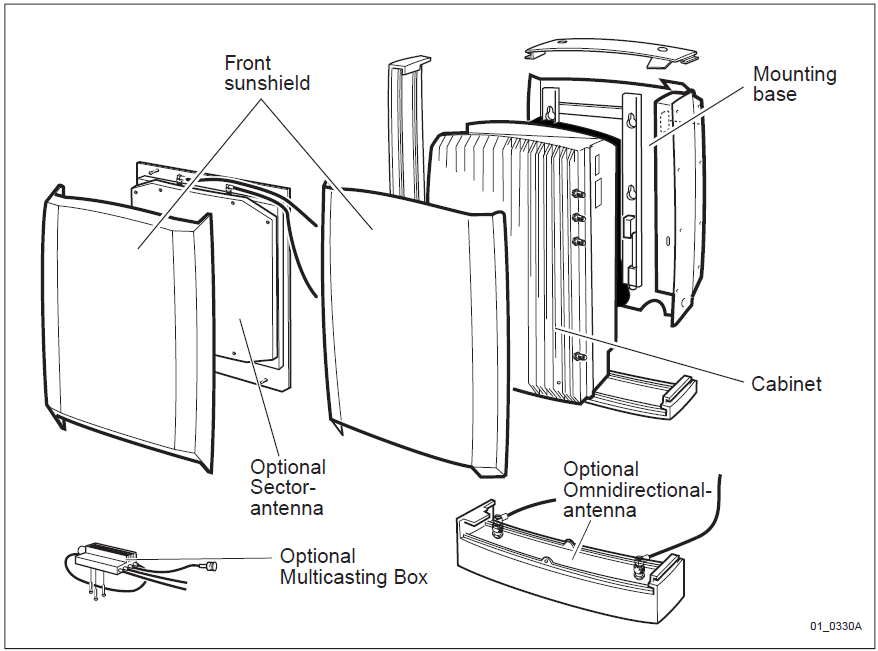 Front
sunshield
Mounting
base
Cabinet
Optional
Sector-
antenna
Optional
Omnidirectional-
antenna
Optional
Multicasting Box
01_0330A